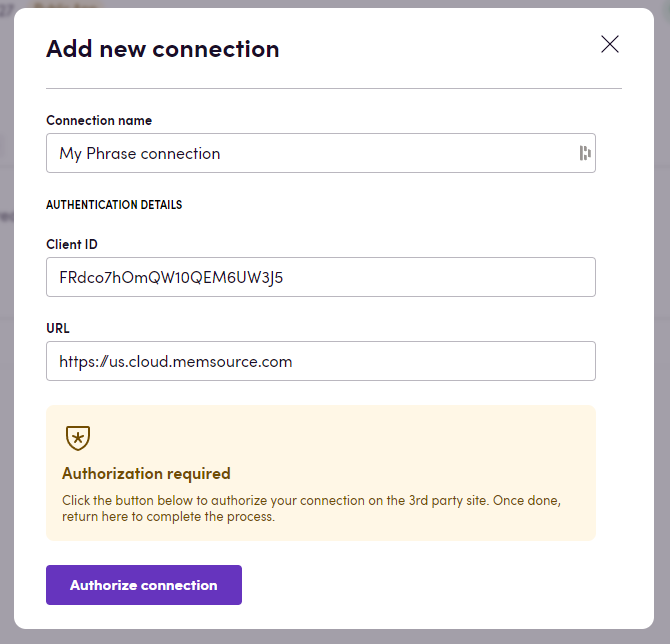 Add new connection
Connection name
My Phrase connection
AUTHENTICATION DETAILS
Client ID
FRdco7hOmQW10QEM6UW3J5
URL
https://us.cloud.memsource.com
Authorization required
Click the button below to authorize your connection on the 3rd party site. Once done,
return here to complete the process.
Authorize connection